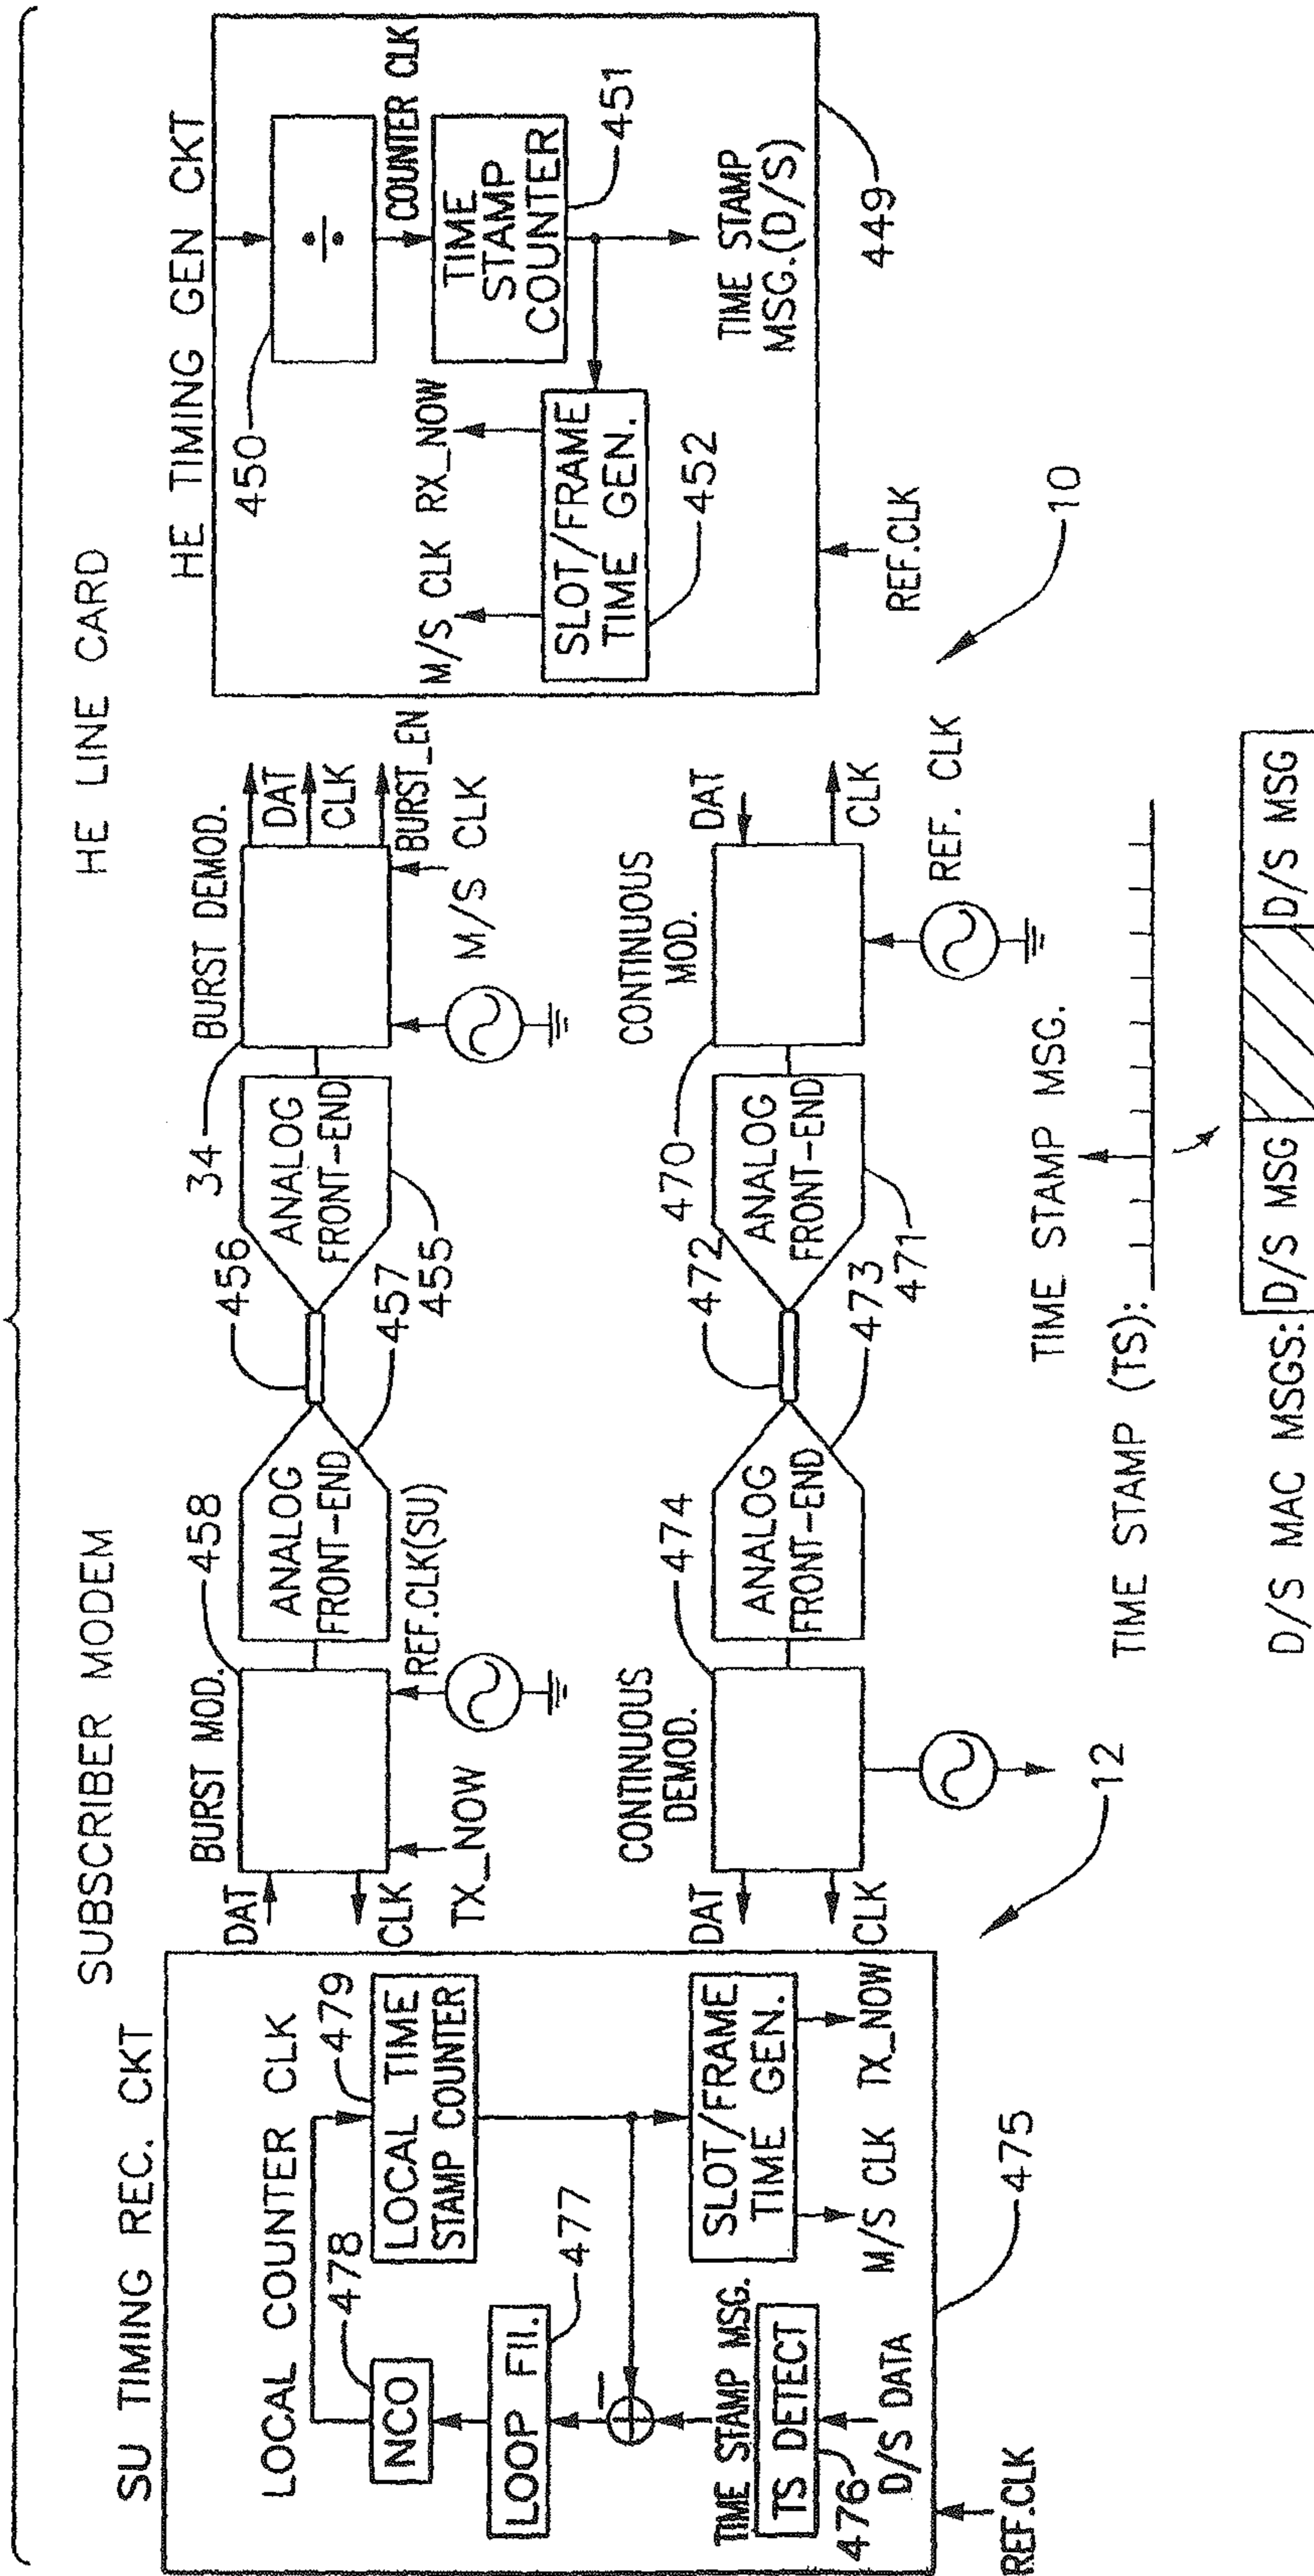 SUBSCRIBER MODEM
HE LINE CARD
SU TIMING REC. CKT
LOCAL COUNTER CLK
478
479
NCO
LOCAL TIME
STAMP COUNTER
LOOP FIL.
477
–
TIME STAMP MSG.
TS DETECT
476
D/S DATA
SLOT/FRAME
TIME GEN.
M/S CLK
TX_NOW
475
REF.CLK
12
BURST MOD.
458
DAT
CLK
TX_NOW
REF.CLK(SU)
ANALOG
FRONT-END
457
456
ANALOG
FRONT-END
455
34
BURST DEMOD.
DAT
CLK
BURST_EN
M/S CLK
CONTINUOUS
DEMOD.
474
DAT
CLK
ANALOG
FRONT-END
473
472
ANALOG
FRONT-END
471
470
CONTINUOUS
MOD.
DAT
CLK
REF. CLK
HE TIMING GEN CKT
450
÷
COUNTER CLK
TIME
STAMP
COUNTER
451
M/S CLK
RX_NOW
SLOT/FRAME
TIME GEN.
452
TIME STAMP
MSG.(D/S)
449
REF.CLK
10
TIME STAMP MSG.
TIME STAMP (TS):
D/S MAC MSGS:
D/S MSG
D/S MSG